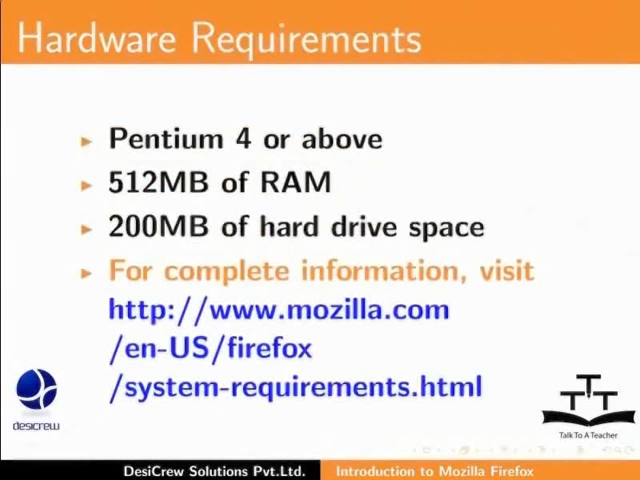 Hardware Requirements
Pentium 4 or above
512MB of RAM
200MB of hard drive space
For complete information, visit
http://www.mozilla.com
/en-US/firefox
/system-requirements.html
desicrew
TTT
Talk To A Teacher
DesiCrew Solutions Pvt.Ltd. Introduction to Mozilla Firefox